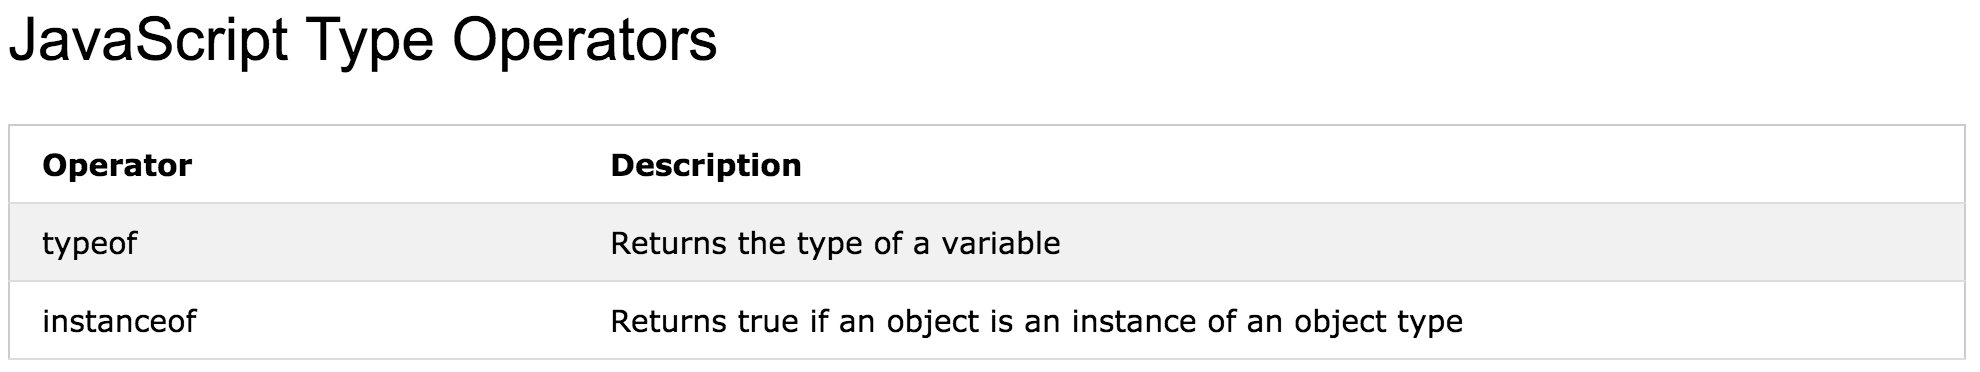 JavaScript Type Operators
Operator Description
typeof Returns the type of a variable
instanceof Returns true if an object is an instance of an object type